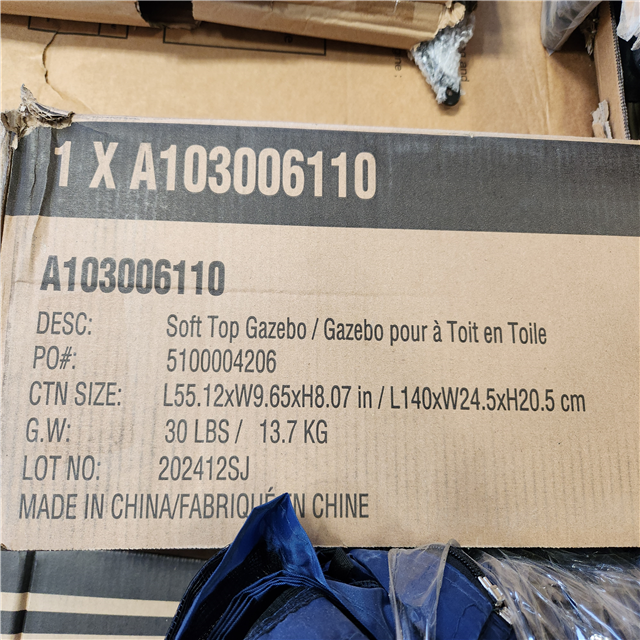 1 X A103006110
A103006110
DESC: Soft Top Gazebo / Gazebo pour à Toit en Toile
PO#: 5100004206
CTN SIZE: L55.12xW9.65xH8.07 in / L140xW24.5xH20.5 cm
G.W: 30 LBS / 13.7 KG
LOT NO: 202412SJ
MADE IN CHINA/FABRIQUÉ EN CHINE